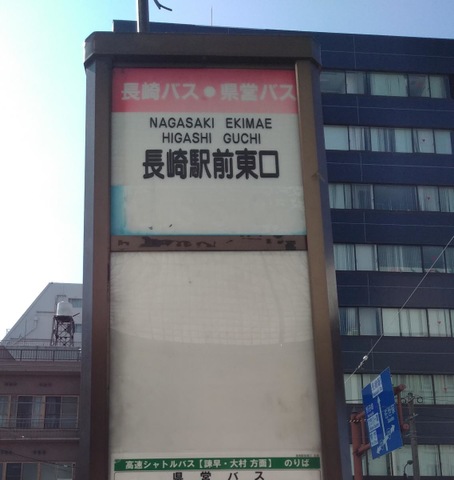 長崎バス●県営バス
NAGASAKI EKIMAE
HIGASHI GUCHI
長崎駅前東口
高速シャトルバス【諫早・大村 方面】 のりば
県営バス